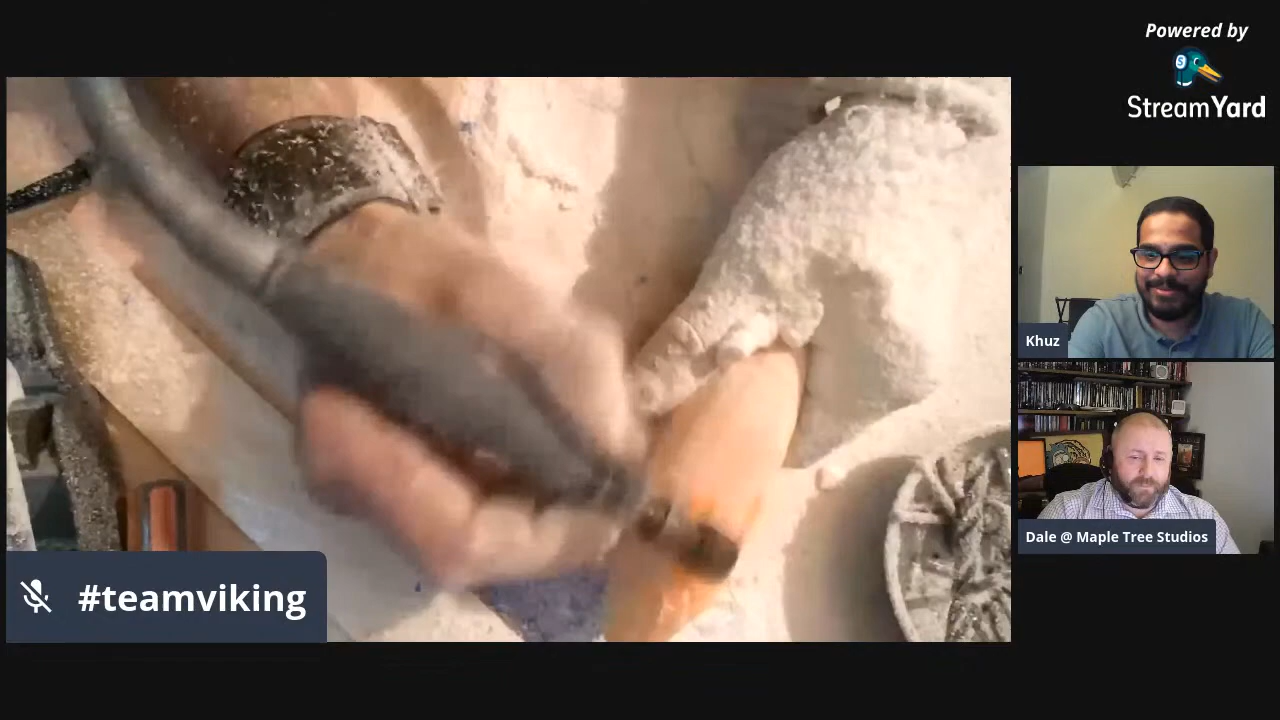 Powered by
StreamYard
Khuz
Dale @ Maple Tree Studios
#teamviking